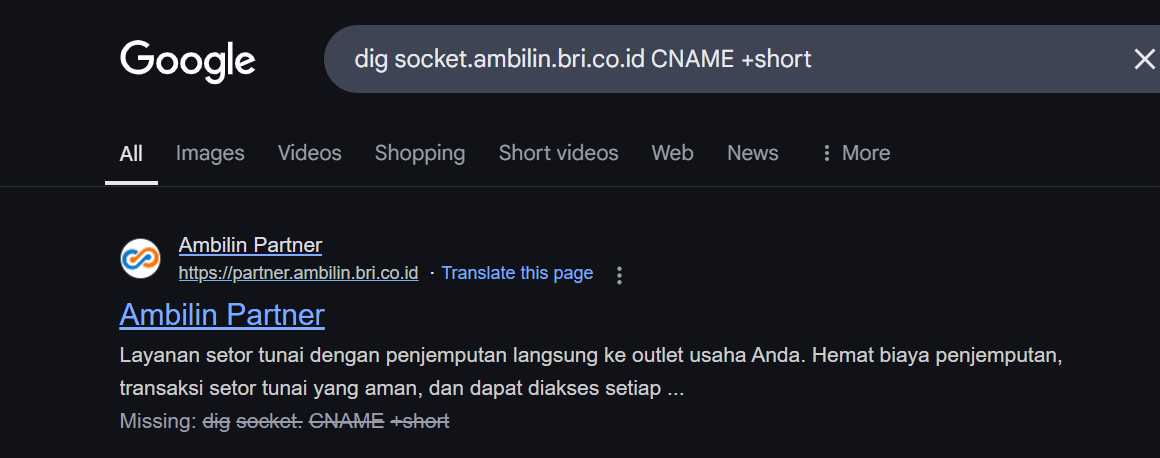 Google
dig socket.ambilin.bri.co.id CNAME +short
All Images Videos Shopping Short videos Web News More
Ambilin Partner
https://partner.ambilin.bri.co.id · Translate this page
Ambilin Partner
Layanan setor tunai dengan penjemputan langsung ke outlet usaha Anda. Hemat biaya penjemputan,
transaksi setor tunai yang aman, dan dapat diakses setiap ...
Missing: dig socket. CNAME +short